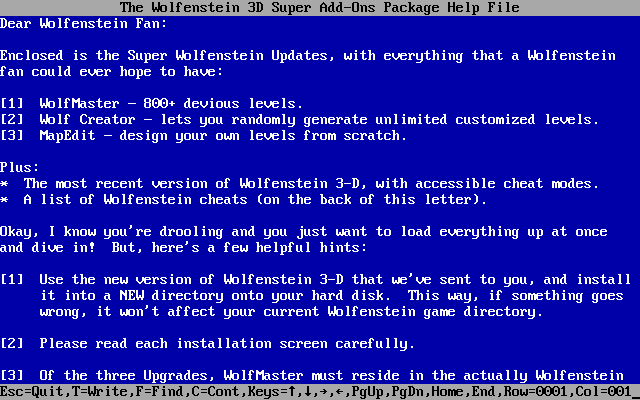 The Wolfenstein 3D Super Add-Ons Package Help File
Dear Wolfenstein Fan:
Enclosed is the Super Wolfenstein Updates, with everything that a Wolfenstein
fan could ever hope to have:
[1]  WolfMaster – 800+ devious levels.
[2]  Wolf Creator – lets you randomly generate unlimited customized levels.
[3]  MapEdit – design your own levels from scratch.
Plus:
*  The most recent version of Wolfenstein 3-D, with accessible cheat modes.
*  A list of Wolfenstein cheats (on the back of this letter).
Okay, I know you're drooling and you just want to load everything up at once
and dive in!  But, here's a few helpful hints:
[1]  Use the new version of Wolfenstein 3-D that we've sent to you, and install
it into a NEW directory onto your hard disk.  This way, if something goes
wrong, it won't affect your current Wolfenstein game directory.
[2]  Please read each installation screen carefully.
[3]  Of the three Upgrades, WolfMaster must reside in the actually Wolfenstein
Esc=Quit,T=Write,F=Find,C=Cont,Keys=↑,↓,→,←,PgUp,PgDn,Home,End,Row=0001,Col=001